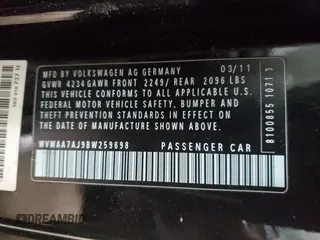 MFD BY VOLKSWAGEN AG GERMANY 03/11
GVWR 4234 GAWR FRONT 2249/ REAR 2096 LBS
THIS VEHICLE CONFORMS TO ALL APPLICABLE U.S.
FEDERAL MOTOR VEHICLE SAFETY, BUMPER AND
THEFT PREVENTION STANDARDS IN EFFECT ON THE
DATE OF MANUFACTURE SHOWN ABOVE.
WVWAA7AJ9BW259698 PASSENGER CAR
8100855 1071 3
DREAMBID